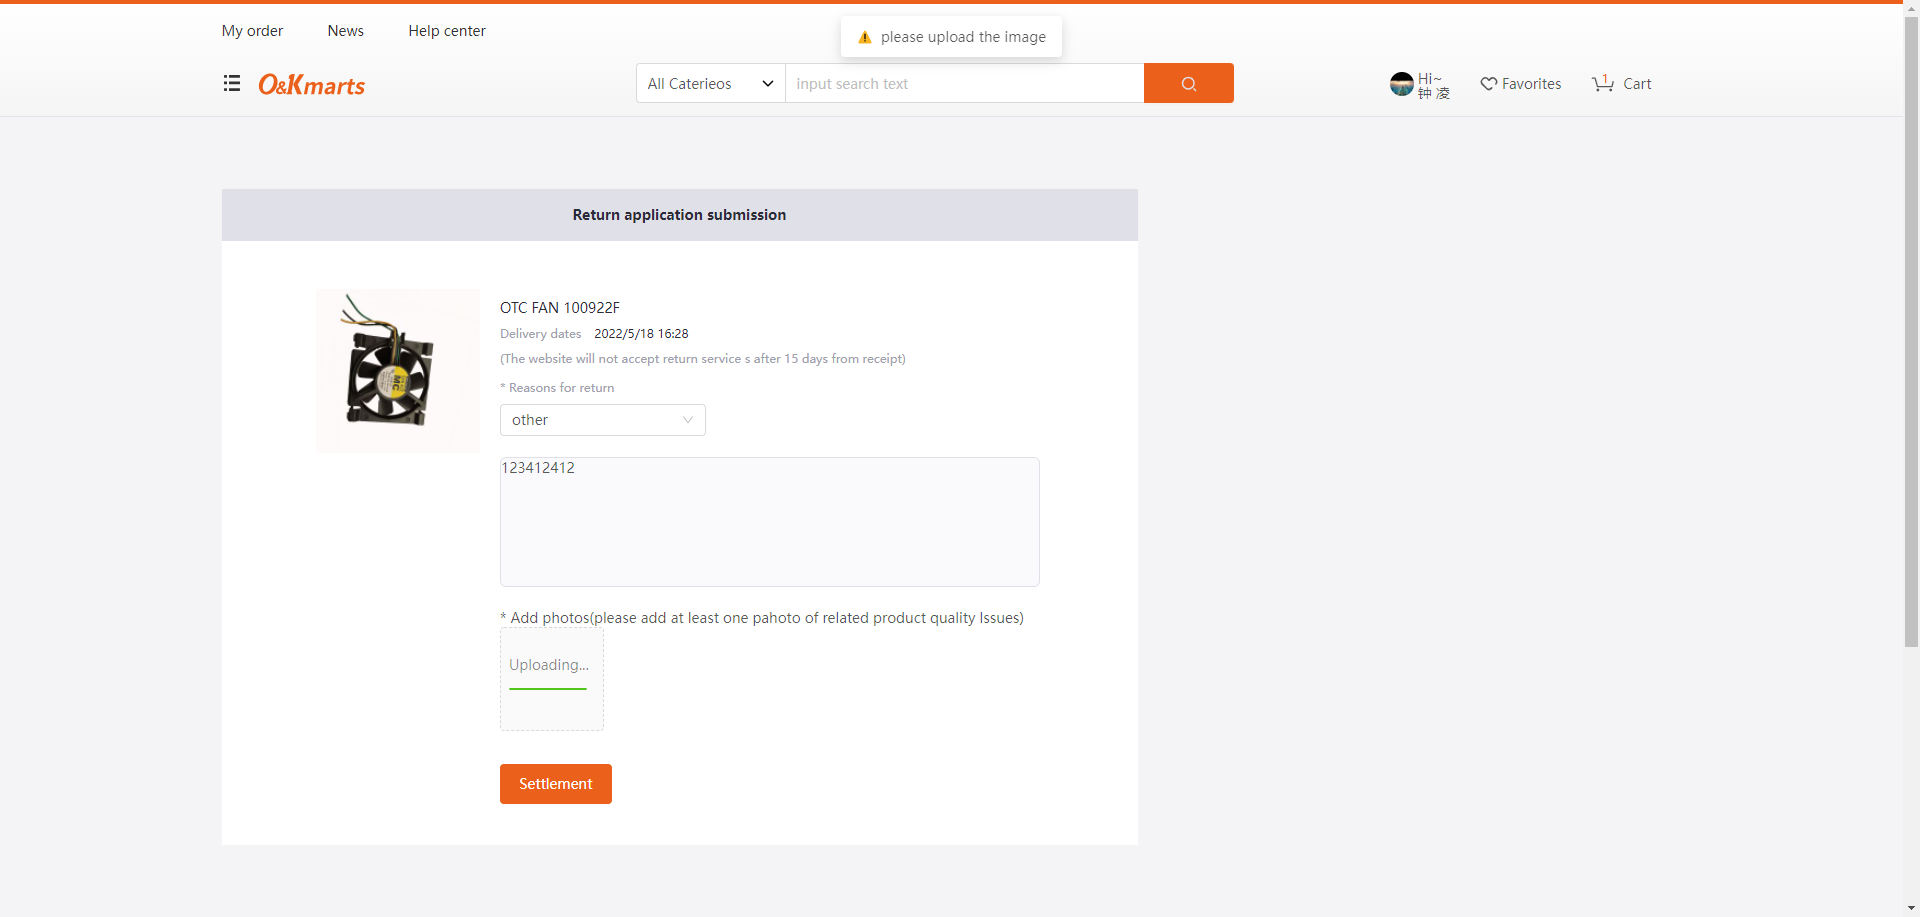 My order News Help center
please upload the image
O&Kmarts
All Caterieos
input search text
Hi~
钟 凌
Favorites
1
Cart
Return application submission
OTC FAN 100922F
Delivery dates 2022/5/18 16:28
(The website will not accept return service s after 15 days from receipt)
* Reasons for return
other
123412412
* Add photos(please add at least one pahoto of related product quality Issues)
Uploading...
Settlement
MC